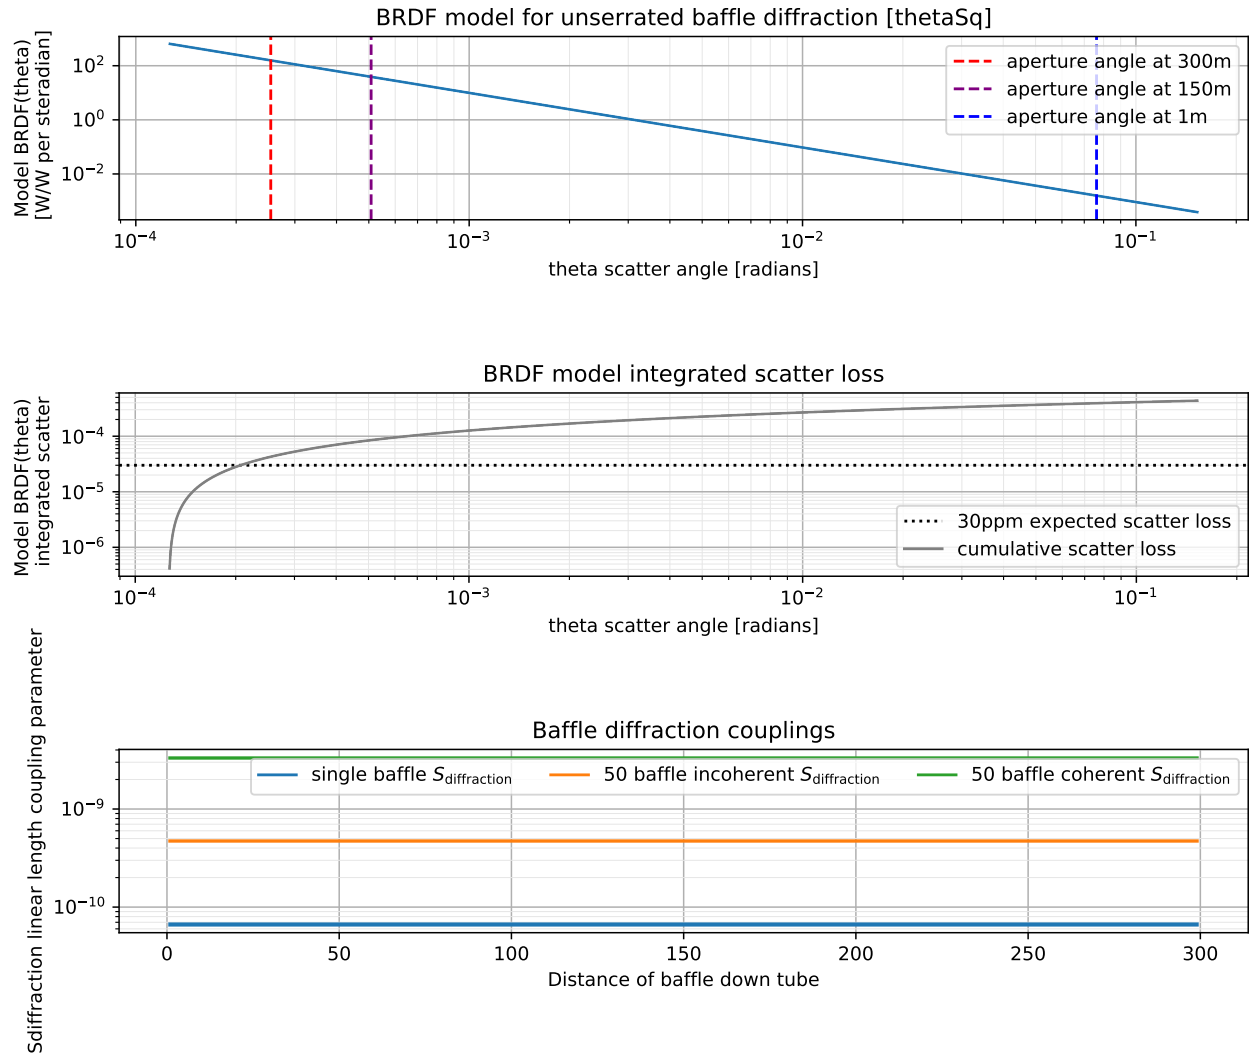 BRDF model for unserrated baffle diffraction [thetaSq]
Model BRDF(theta)
[W/W per steradian]
10²
10⁰
10⁻²
aperture angle at 300m
aperture angle at 150m
aperture angle at 1m
10⁻⁴
10⁻³
10⁻²
10⁻¹
theta scatter angle [radians]
BRDF model integrated scatter loss
Model BRDF(theta)
integrated scatter
10⁻⁴
10⁻⁵
10⁻⁶
30ppm expected scatter loss
cumulative scatter loss
10⁻⁴
10⁻³
10⁻²
10⁻¹
theta scatter angle [radians]
Baffle diffraction couplings
Sdiffraction linear length coupling parameter
10⁻⁹
10⁻¹⁰
single baffle S_diffraction
50 baffle incoherent S_diffraction
50 baffle coherent S_diffraction
0
50
100
150
200
250
300
Distance of baffle down tube